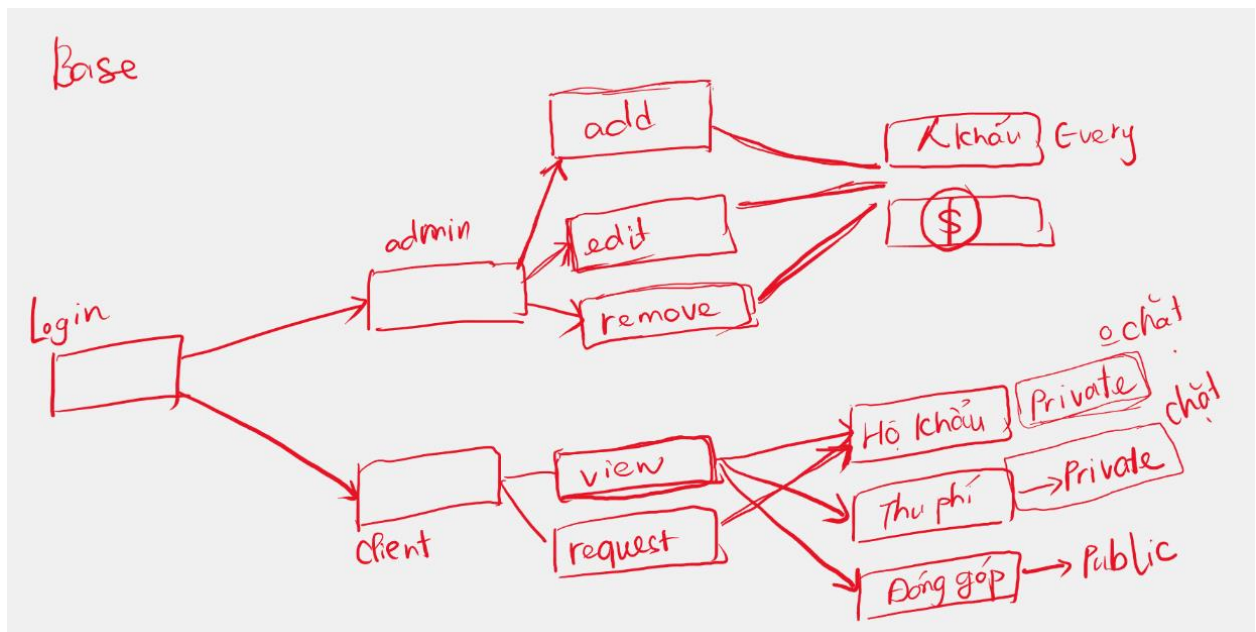 Base
add
khẩu Every
admin
edit
$
Login
remove
o chặt
Private
chặt
Hộ khẩu
view
Private
Thu phí
Client
request
Đóng góp
Public